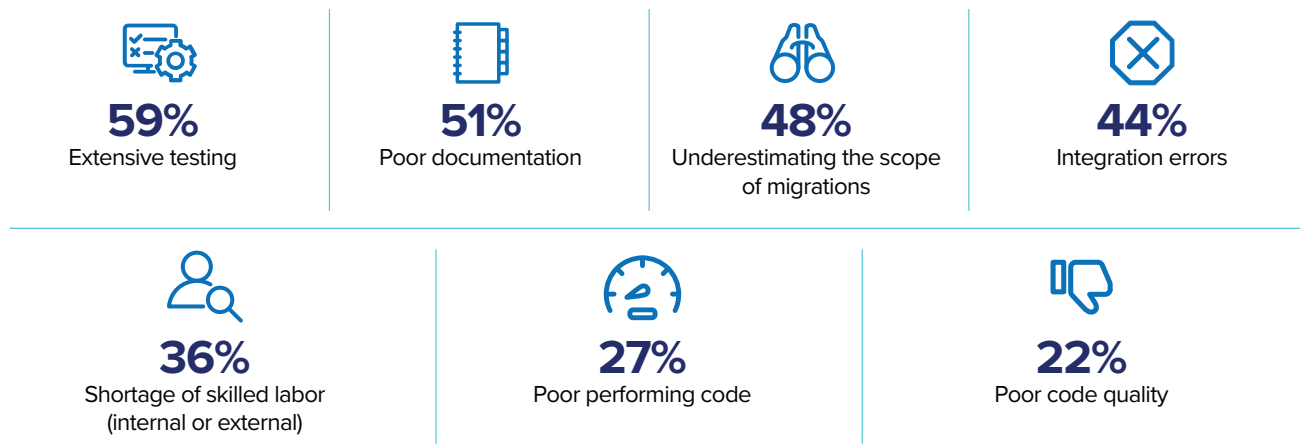 59%
Extensive testing
51%
Poor documentation
48%
Underestimating the scope
of migrations
44%
Integration errors
36%
Shortage of skilled labor
(internal or external)
27%
Poor performing code
22%
Poor code quality